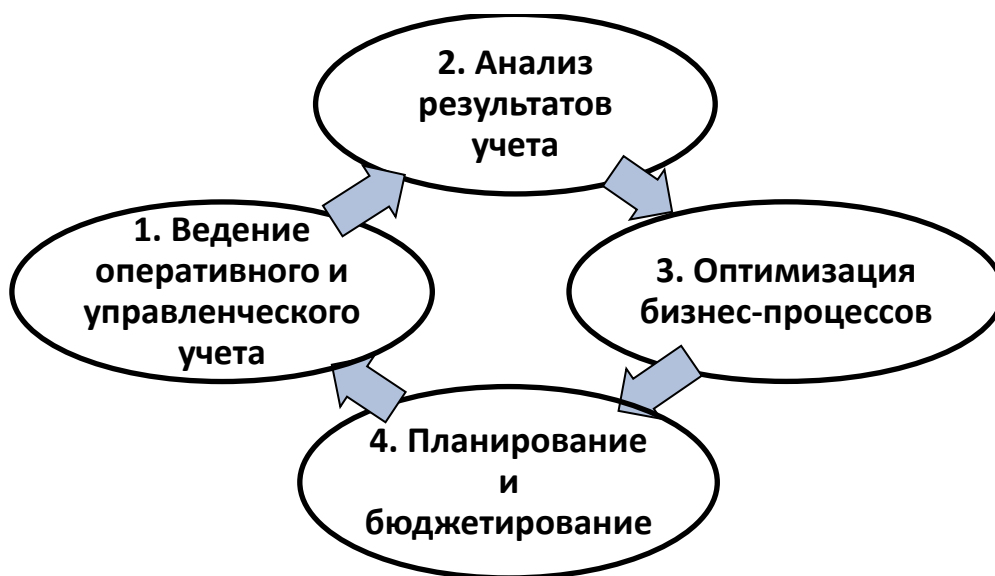 2. Анализ
результатов
учета
1. Ведение
оперативного и
управленческого
учета
3. Оптимизация
бизнес-процессов
4. Планирование
и
бюджетирование